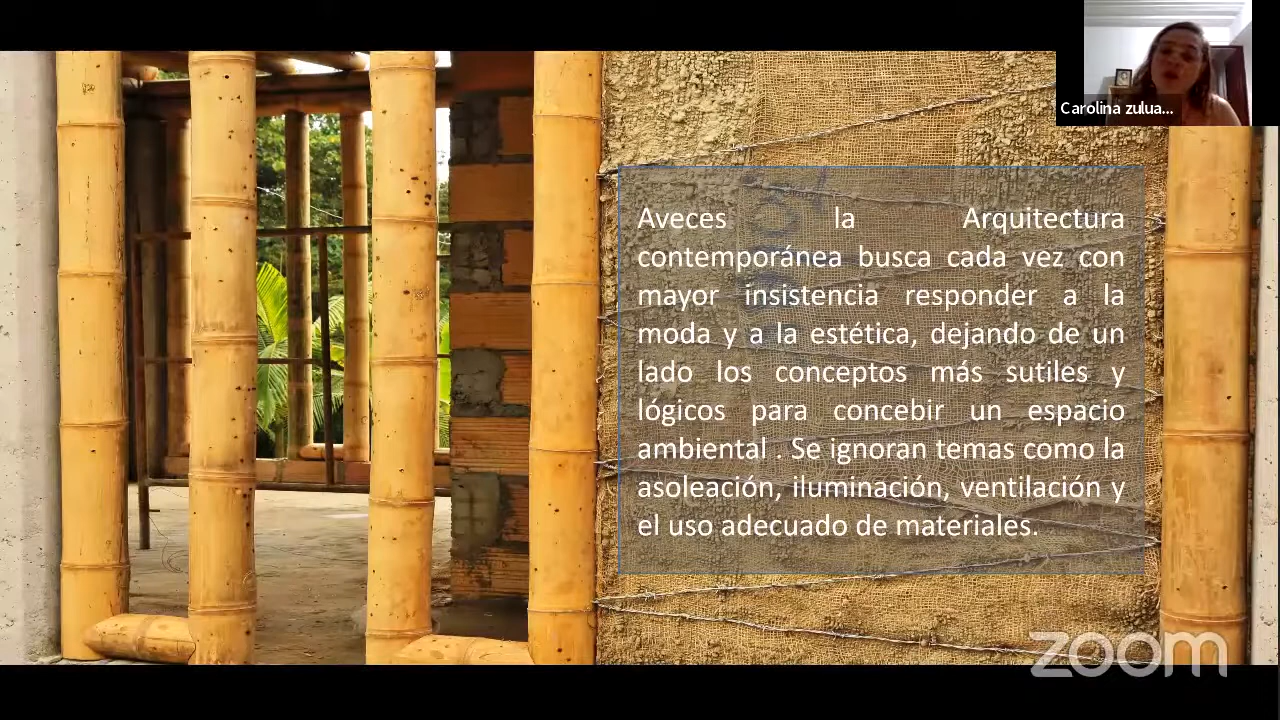 Carolina zulua...
Aveces la Arquitectura
contemporánea busca cada vez con
mayor insistencia responder a la
moda y a la estética, dejando de un
lado los conceptos más sutiles y
lógicos para concebir un espacio
ambiental . Se ignoran temas como la
asoleación, iluminación, ventilación y
el uso adecuado de materiales.
zoom